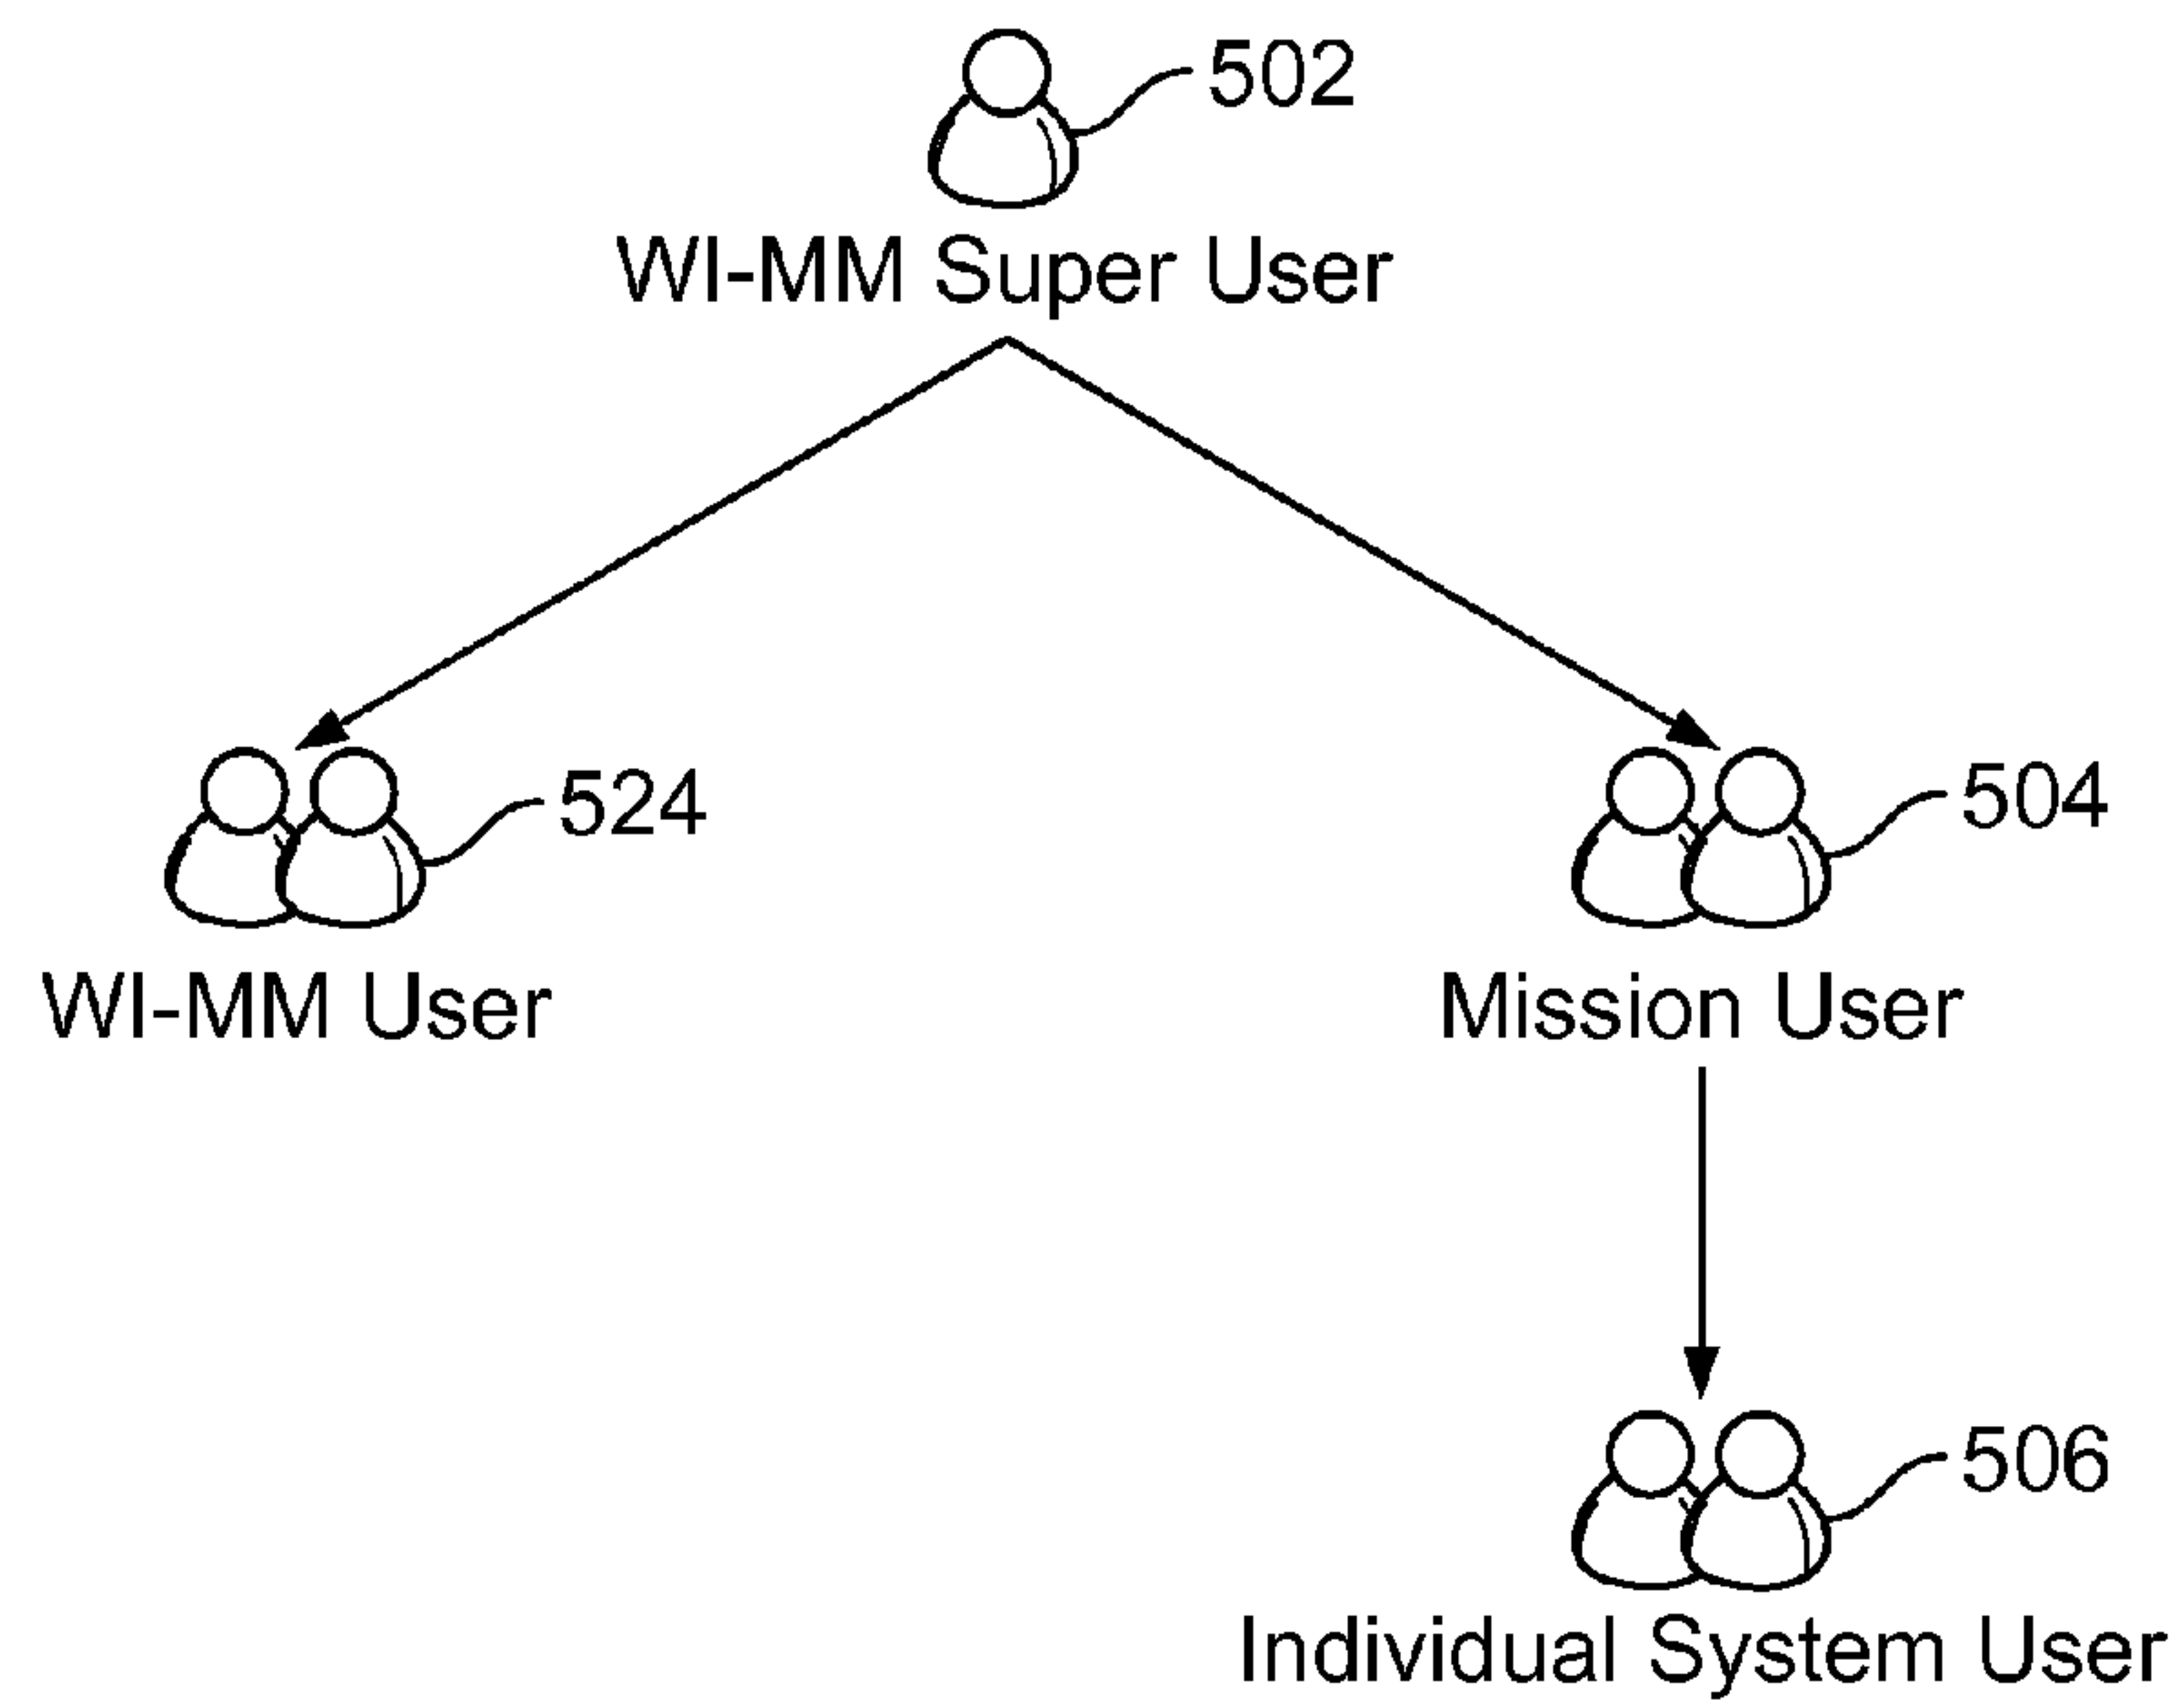 502
WI-MM Super User
524
504
WI-MM User
Mission User
506
Individual System User